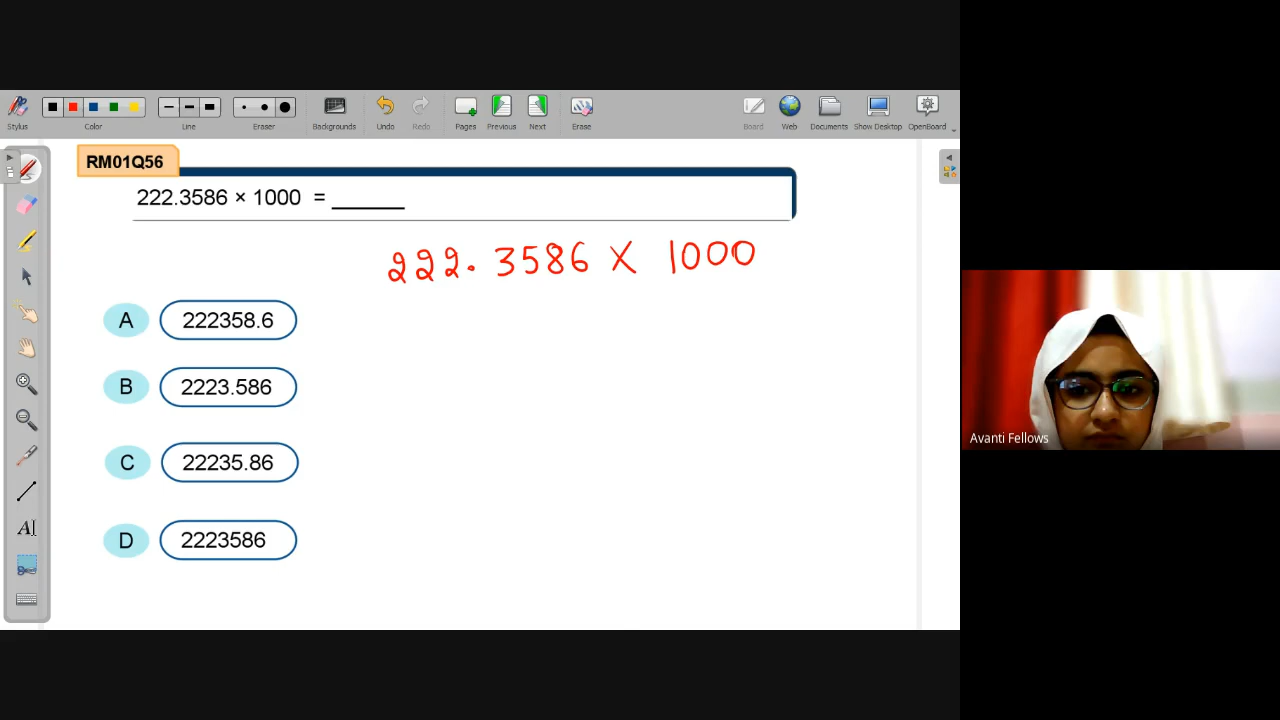 Stylus
Color
Line
Eraser
Backgrounds
Undo
Redo
Pages
Previous
Next
Erase
Board
Web
Documents
Show Desktop
OpenBoard
RM01Q56
222.3586 × 1000 = ______
222.3586 X 1000
A 222358.6
B 2223.586
C 22235.86
D 2223586
Avanti Fellows